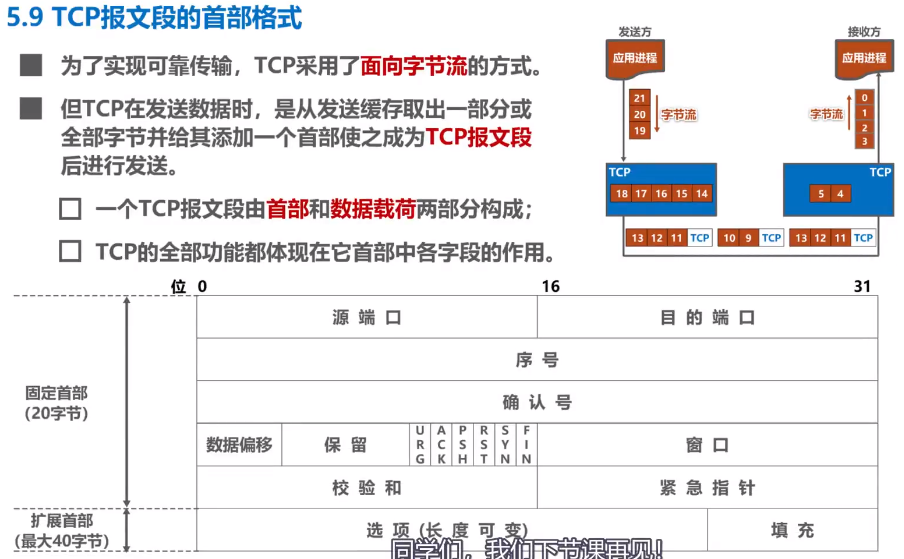 5.9 TCP报文段的首部格式
为了实现可靠传输，TCP采用了面向字节流的方式。
但TCP在发送数据时，是从发送缓存取出一部分或
全部字节并给其添加一个首部使之成为TCP报文段
后进行发送。
一个TCP报文段由首部和数据载荷两部分构成；
TCP的全部功能都体现在它首部中各字段的作用。
发送方
接收方
应用进程
应用进程
21
20
19
字节流
字节流
0
1
2
3
TCP
TCP
18 17 16 15 14
5 4
13 12 11 TCP
10 9 TCP
13 12 11 TCP
位 0 16 31
源端口
目的端口
序号
确认号
固定首部
(20字节)
数据偏移
保留
URG
ACK
PSH
RST
SYN
FIN
窗口
校验和
紧急指针
扩展首部
(最大40字节)
选项(长度可变)
填充
同学们，我们下节课再见！